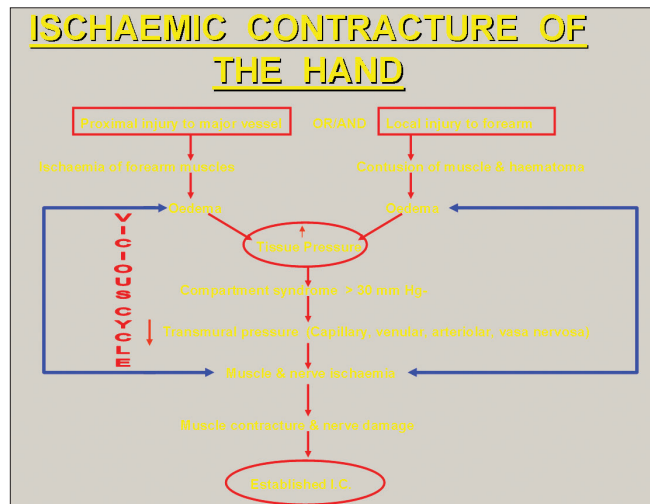 ISCHAEMIC CONTRACTURE OF
THE HAND
Proximal injury to major vessel OR/AND Local injury in forearm
Ischaemic of forearm muscles Contusion of muscle & haematoma
Oedema Oedema
VICIOUS CYCLE
↑
Tissue Pressure
Compartment syndrome > 30 mm Hg.
↓ Transmural pressure (Capillary, venular, arteriolar, vasa nervosa)
Muscle & nerve ischaemia
Muscle contracture & nerve damage
Established I.C.